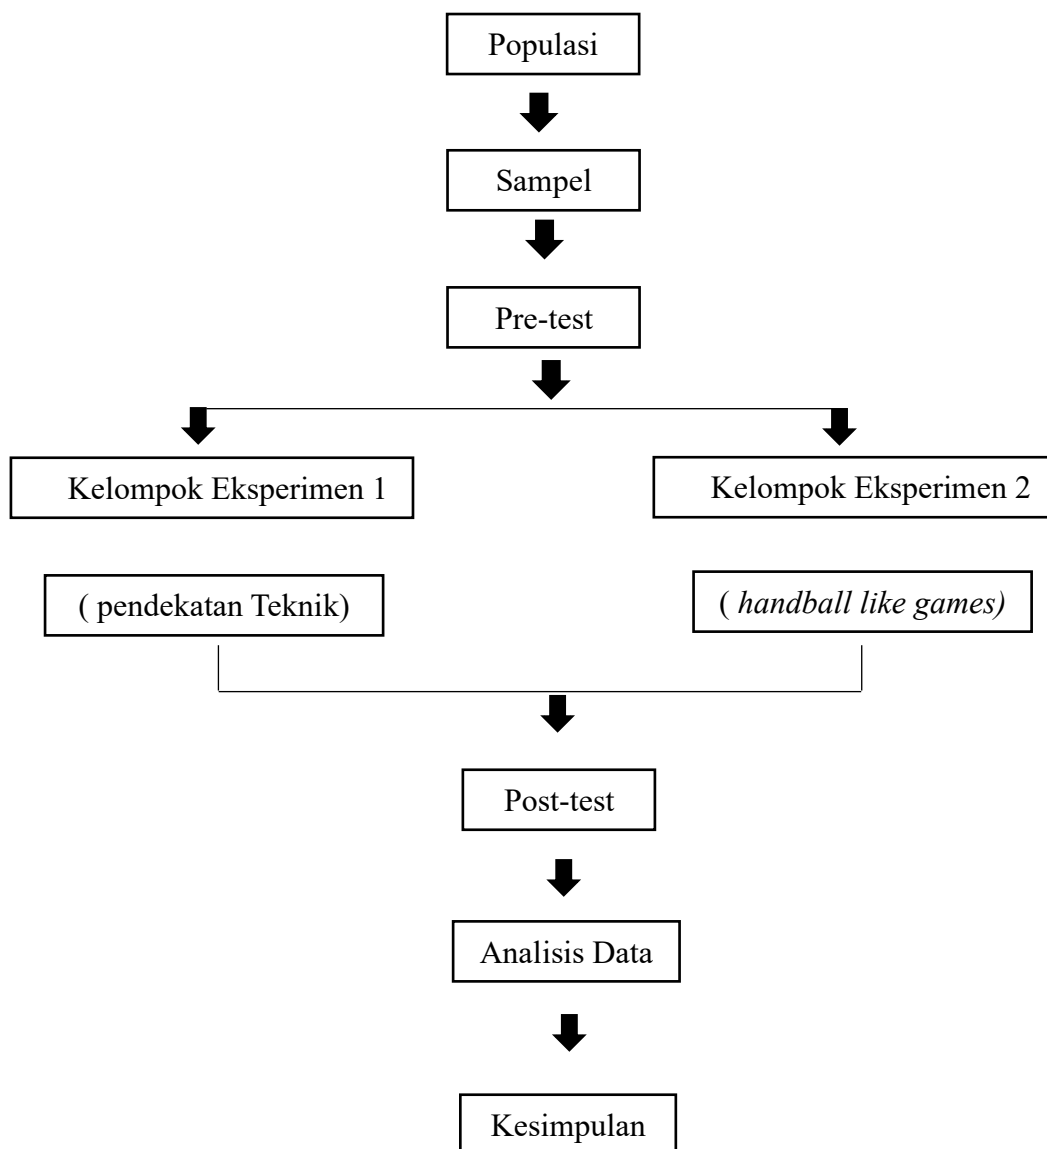 Populasi
Sampel
Pre-test
Kelompok Eksperimen 1
Kelompok Eksperimen 2
( pendekatan Teknik)
( handball like games)
Post-test
Analisis Data
Kesimpulan